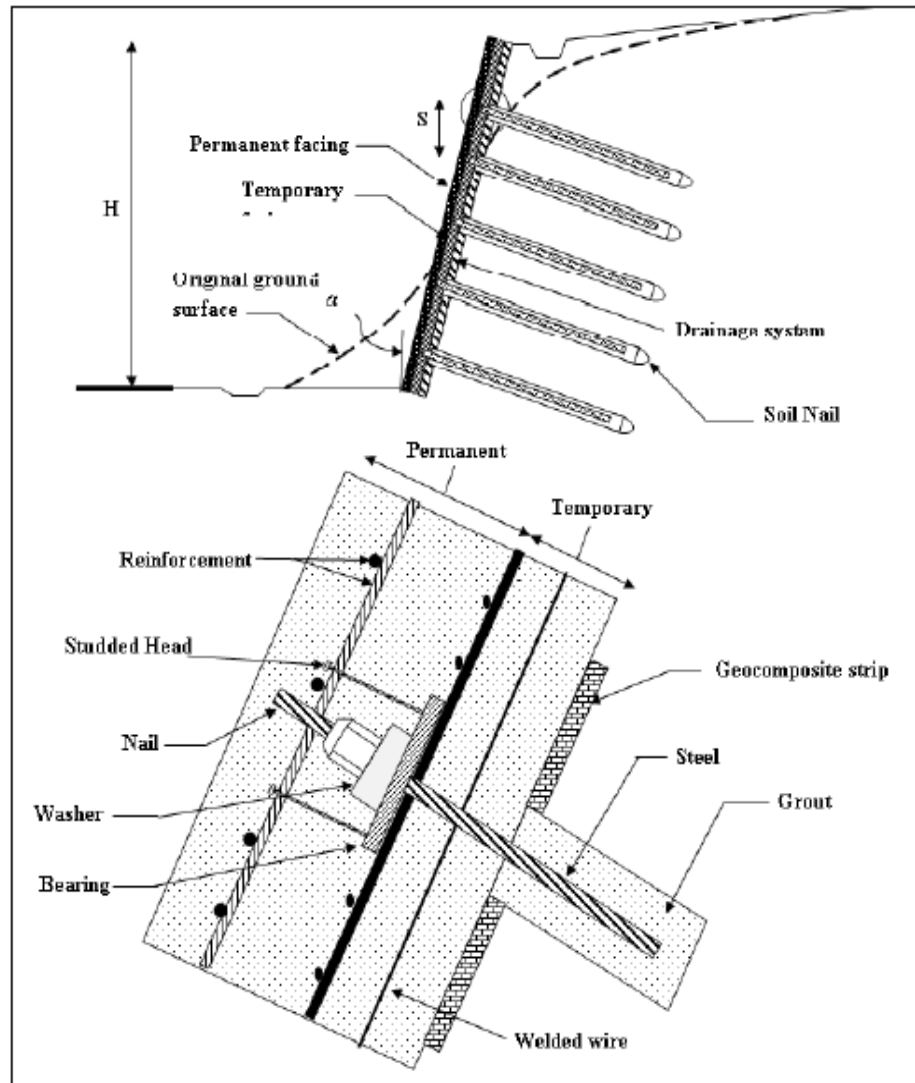 S
Permanent facing
Temporary
H
Original ground
surface
α
Drainage system
Soil Nail
Permanent
Temporary
Reinforcement
Studded Head
Geocomposite strip
Nail
Steel
Washer
Grout
Bearing
Welded wire